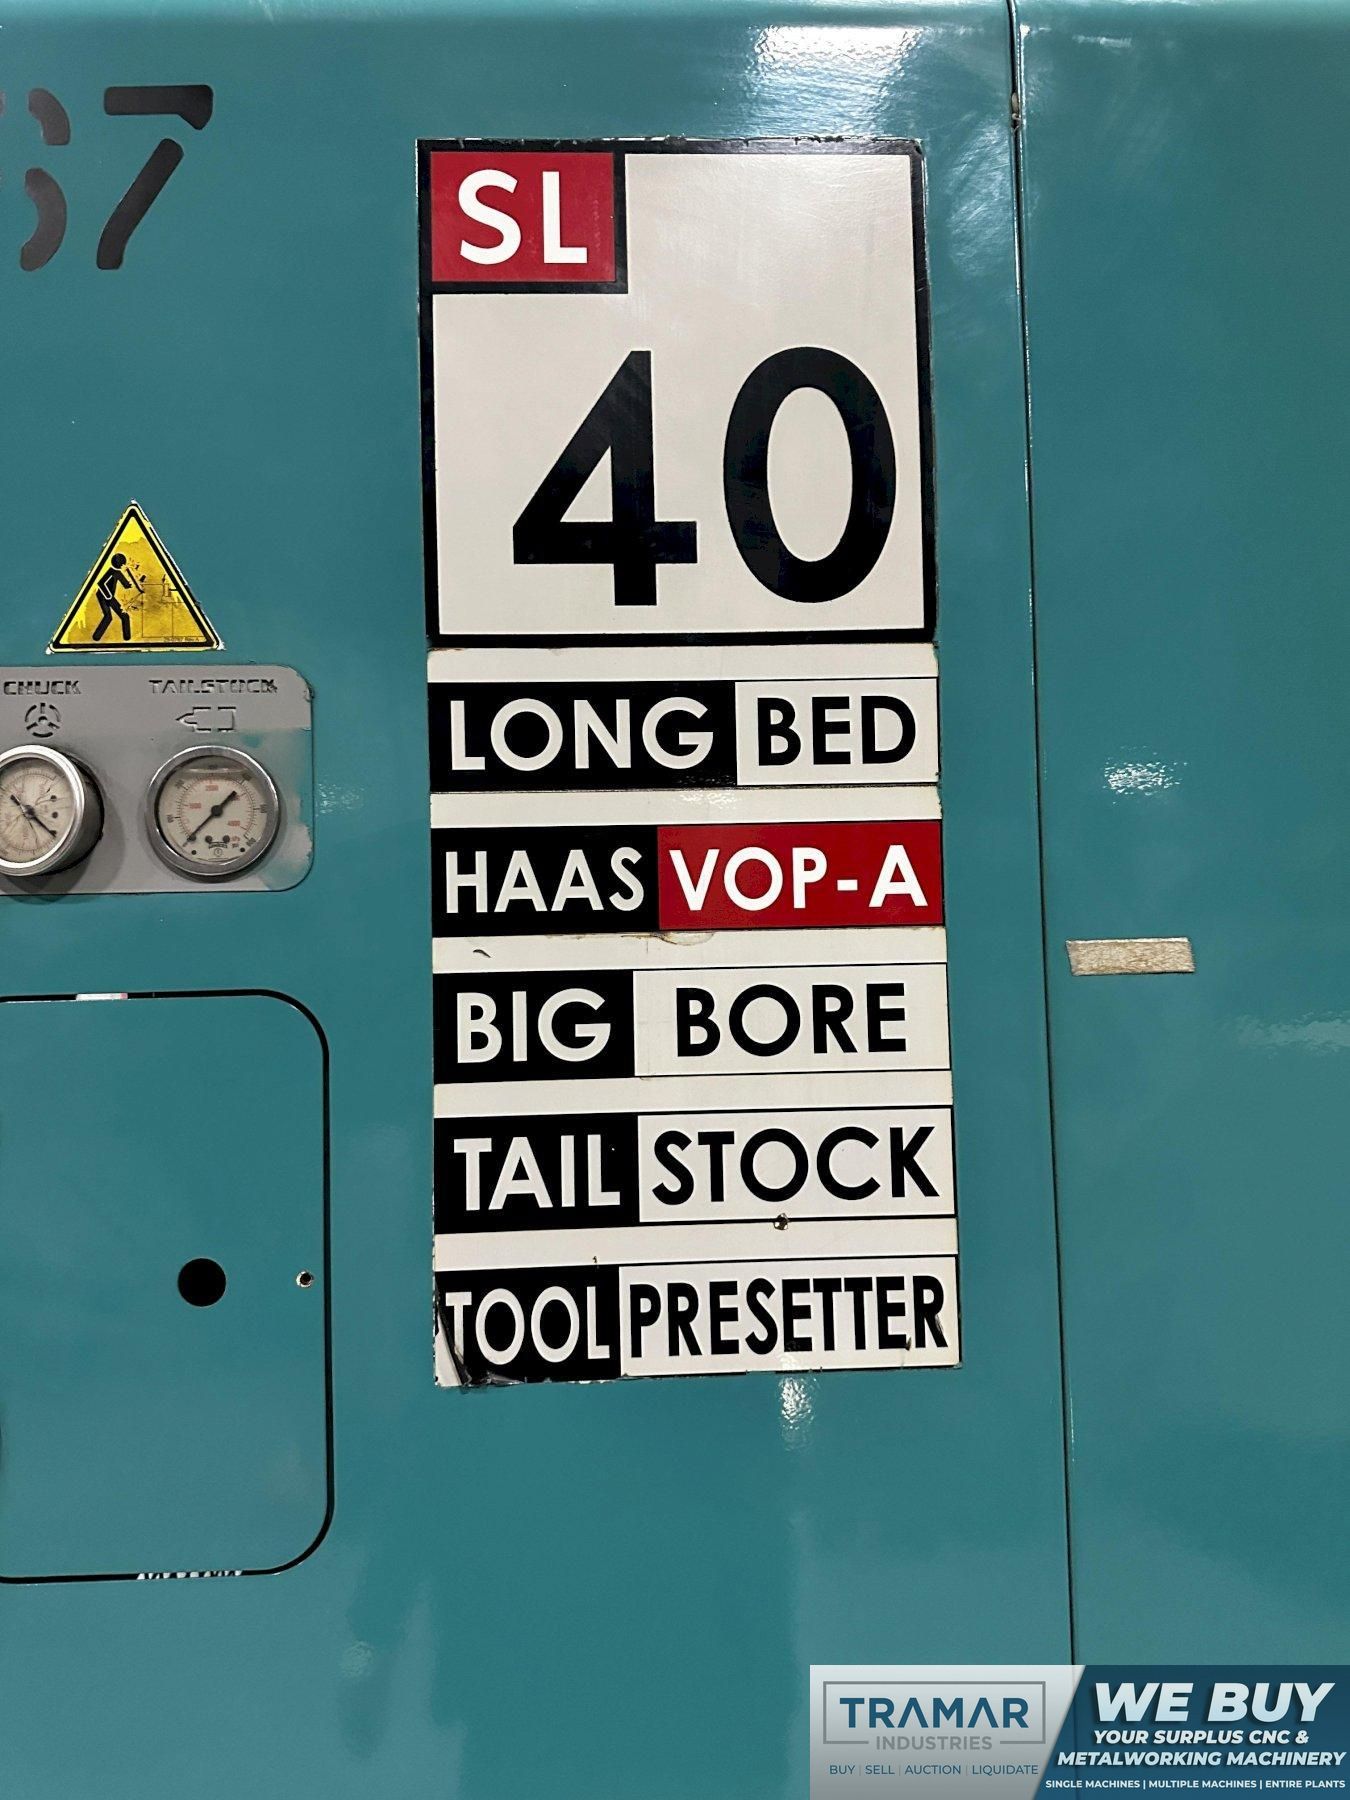 67
SL
40
CHUCK
TAILSTOCK
LONG BED
HAAS VOP-A
BIG BORE
TAIL STOCK
TOOL PRESETTER
TRAMAR
INDUSTRIES
BUY | SELL | AUCTION | LIQUIDATE
WE BUY
YOUR SURPLUS CNC &
METALWORKING MACHINERY
SINGLE MACHINES | MULTIPLE MACHINES | ENTIRE PLANTS